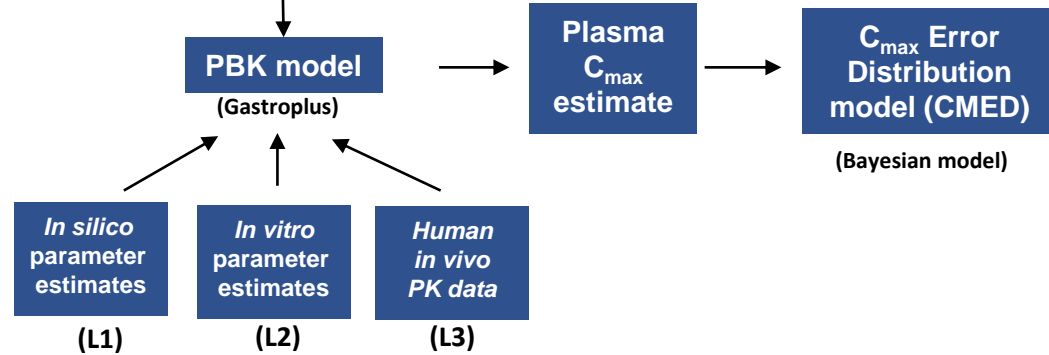 PBK model
(Gastroplus)
Plasma
Cmax
estimate
Cmax Error
Distribution
model (CMED)
(Bayesian model)
In silico
parameter
estimates
(L1)
In vitro
parameter
estimates
(L2)
Human
in vivo
PK data
(L3)